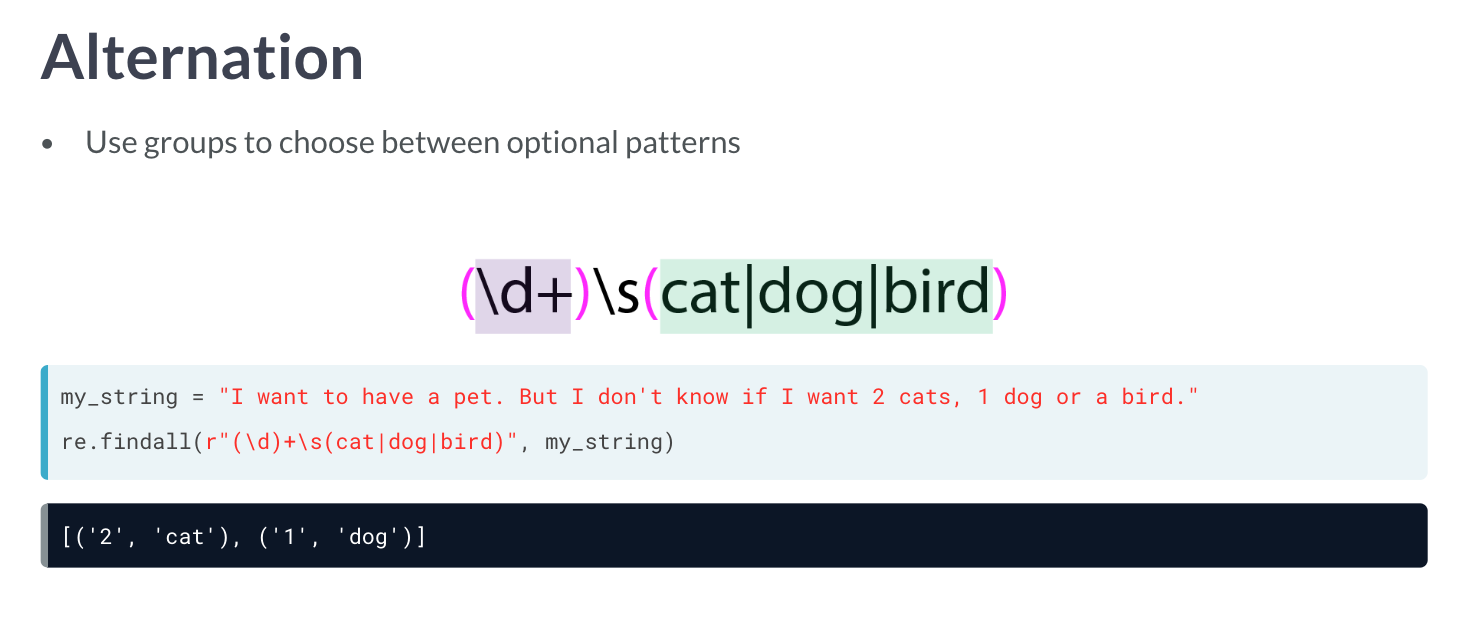 Alternation
• Use groups to choose between optional patterns
(\d+)\s(cat|dog|bird)
my_string = "I want to have a pet. But I don't know if I want 2 cats, 1 dog or a bird."
re.findall(r"(\d)+\s(cat|dog|bird)", my_string)
[('2', 'cat'), ('1', 'dog')]